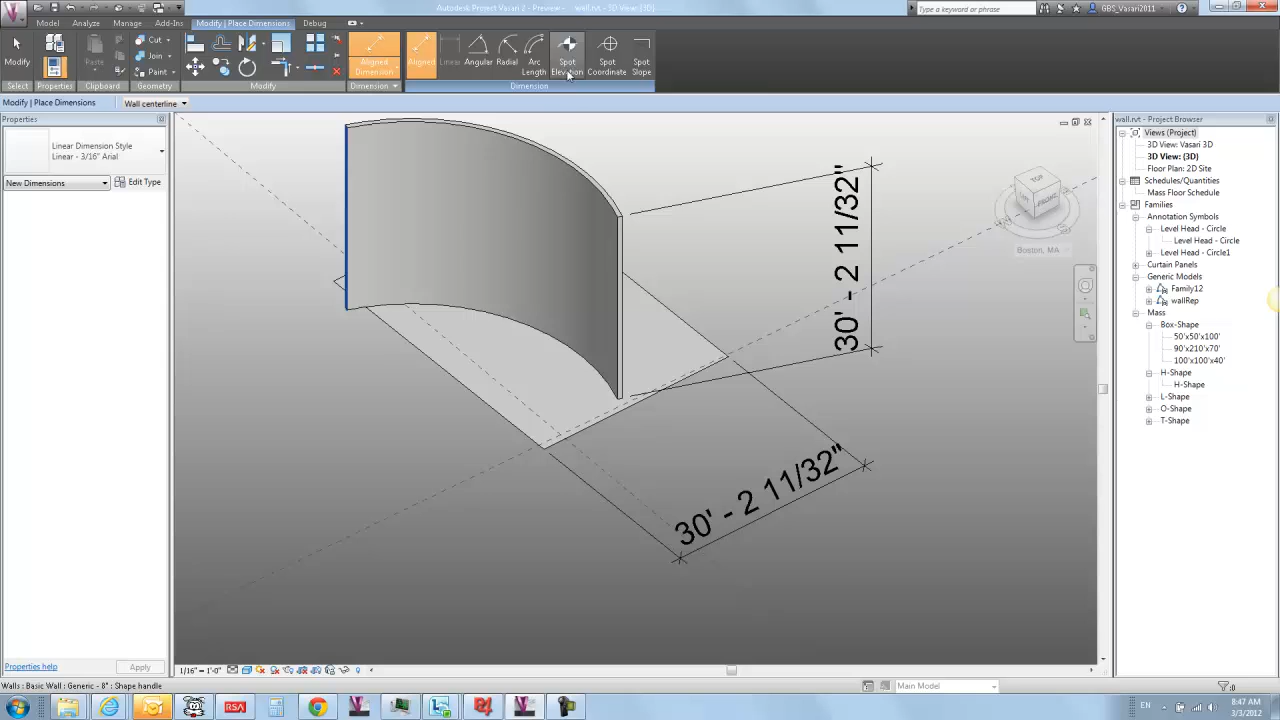 Autodesk Project Vasari 2 - Preview - wall.rvt - 3D View: (3D)
Type a keyword or phrase
GBS_Vasari2011
Model Analyze Manage Add-Ins Modify | Place Dimensions Debug
Modify
Paste
Cut
Join
Paint
Aligned Dimension
Aligned
Linear
Angular
Radial
Arc Length
Spot Elevation
Spot Coordinate
Spot Slope
Select Properties Clipboard Geometry Modify Dimension Dimension
Modify | Place Dimensions Wall centerline
Properties
Linear Dimension Style
Linear - 3/16" Arial
New Dimensions Edit Type
Properties help Apply
30' - 2 11/32"
30' - 2 11/32"
TOP
FRONT
Boston, MA
wall.rvt - Project Browser
Views (Project)
3D View: Vasari 3D
3D View: (3D)
Floor Plan: 2D Site
Schedules/Quantities
Mass Floor Schedule
Families
Annotation Symbols
Level Head - Circle
Level Head - Circle
Level Head - Circle1
Curtain Panels
Generic Models
Family12
wallRep
Mass
Box-Shape
50'x50'x100'
90'x210'x70'
100'x100'x40'
H-Shape
H-Shape
L-Shape
O-Shape
T-Shape
1/16" = 1'-0"
Walls : Basic Wall : Generic - 8" : Shape handle
Main Model
:0
RSA
EN
8:47 AM
3/3/2012